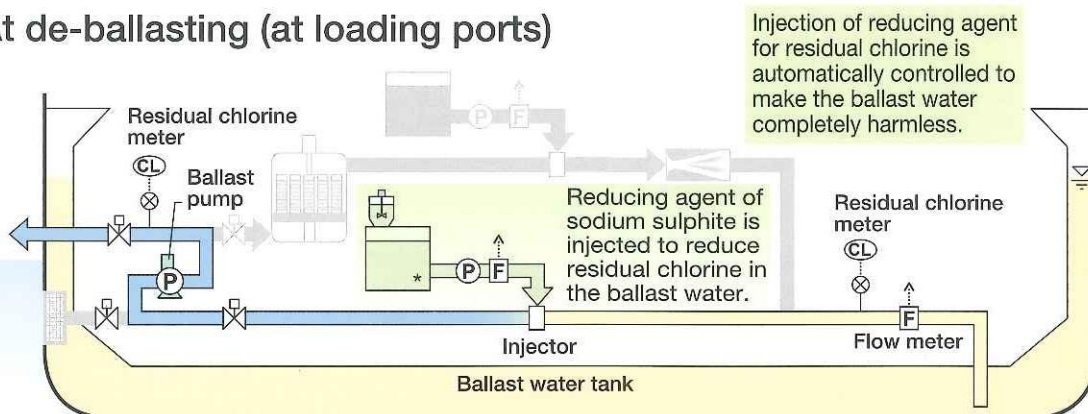 t de-ballasting (at loading ports)
Injection of reducing agent
for residual chlorine is
automatically controlled to
make the ballast water
completely harmless.
Residual chlorine
meter
CL
Ballast
pump
P
P
F
Reducing agent of
sodium sulphite is
injected to reduce
residual chlorine in
the ballast water.
*
P
F
Residual chlorine
meter
CL
F
Injector
Flow meter
Ballast water tank